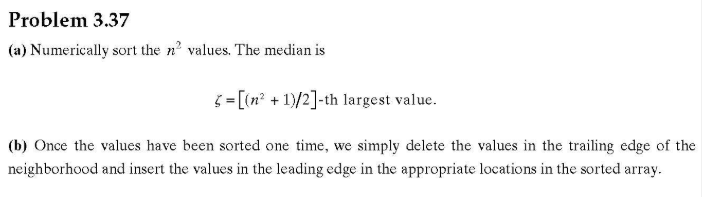 Problem 3.37
(a) Numerically sort the n² values. The median is
ζ = [(n² + 1)/2]-th largest value.
(b) Once the values have been sorted one time, we simply delete the values in the trailing edge of the
neighborhood and insert the values in the leading edge in the appropriate locations in the sorted array.